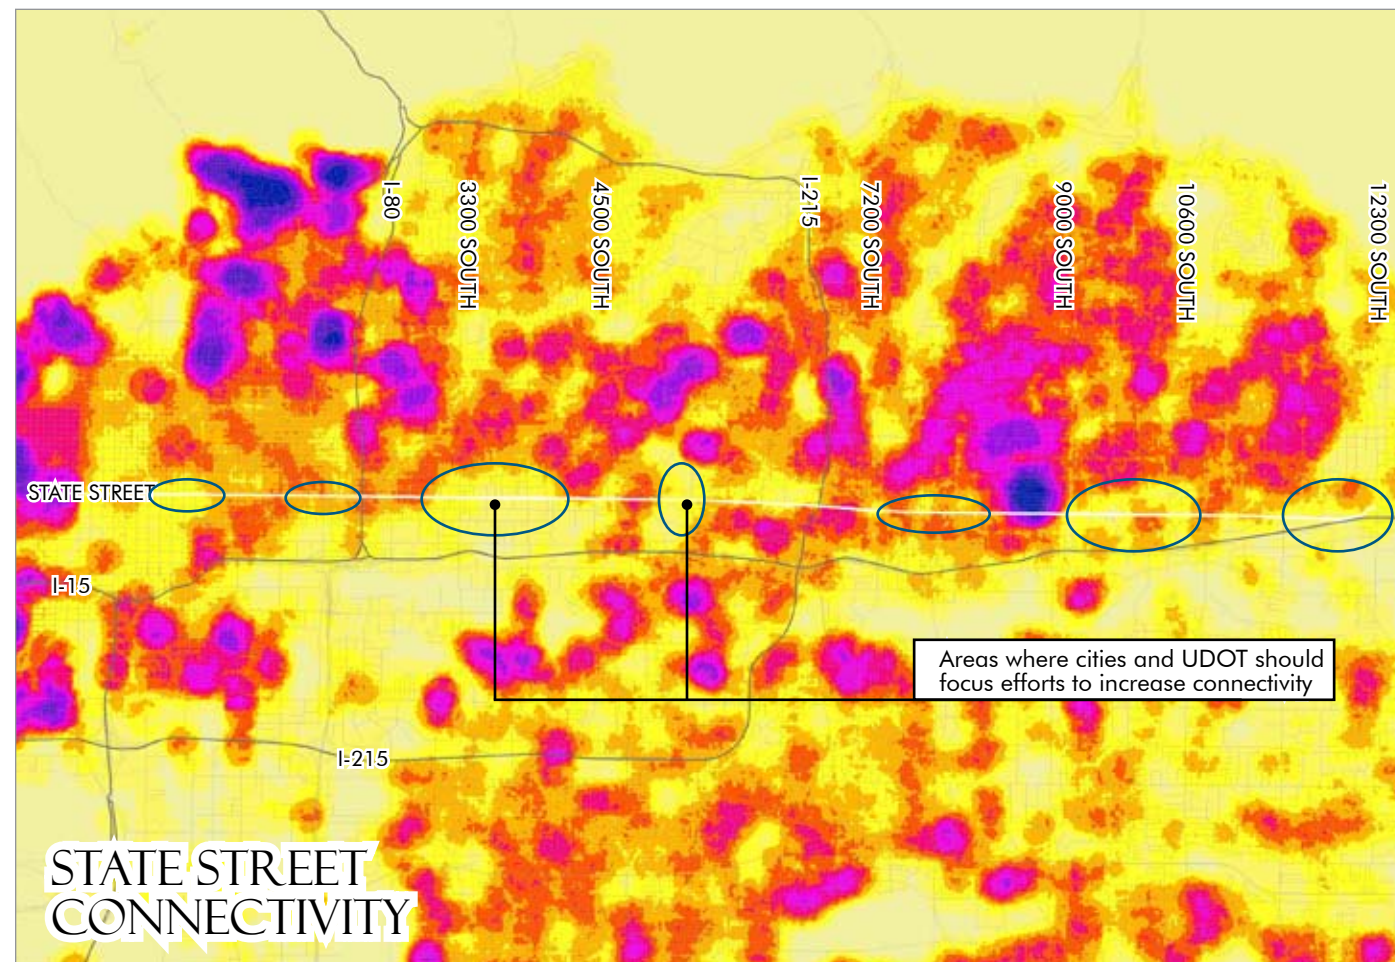 I-80
3300 SOUTH
4500 SOUTH
I-215
7200 SOUTH
9000 SOUTH
10600 SOUTH
12300 SOUTH
STATE STREET
I-15
Areas where cities and UDOT should
focus efforts to increase connectivity
I-215
STATE STREET
CONNECTIVITY